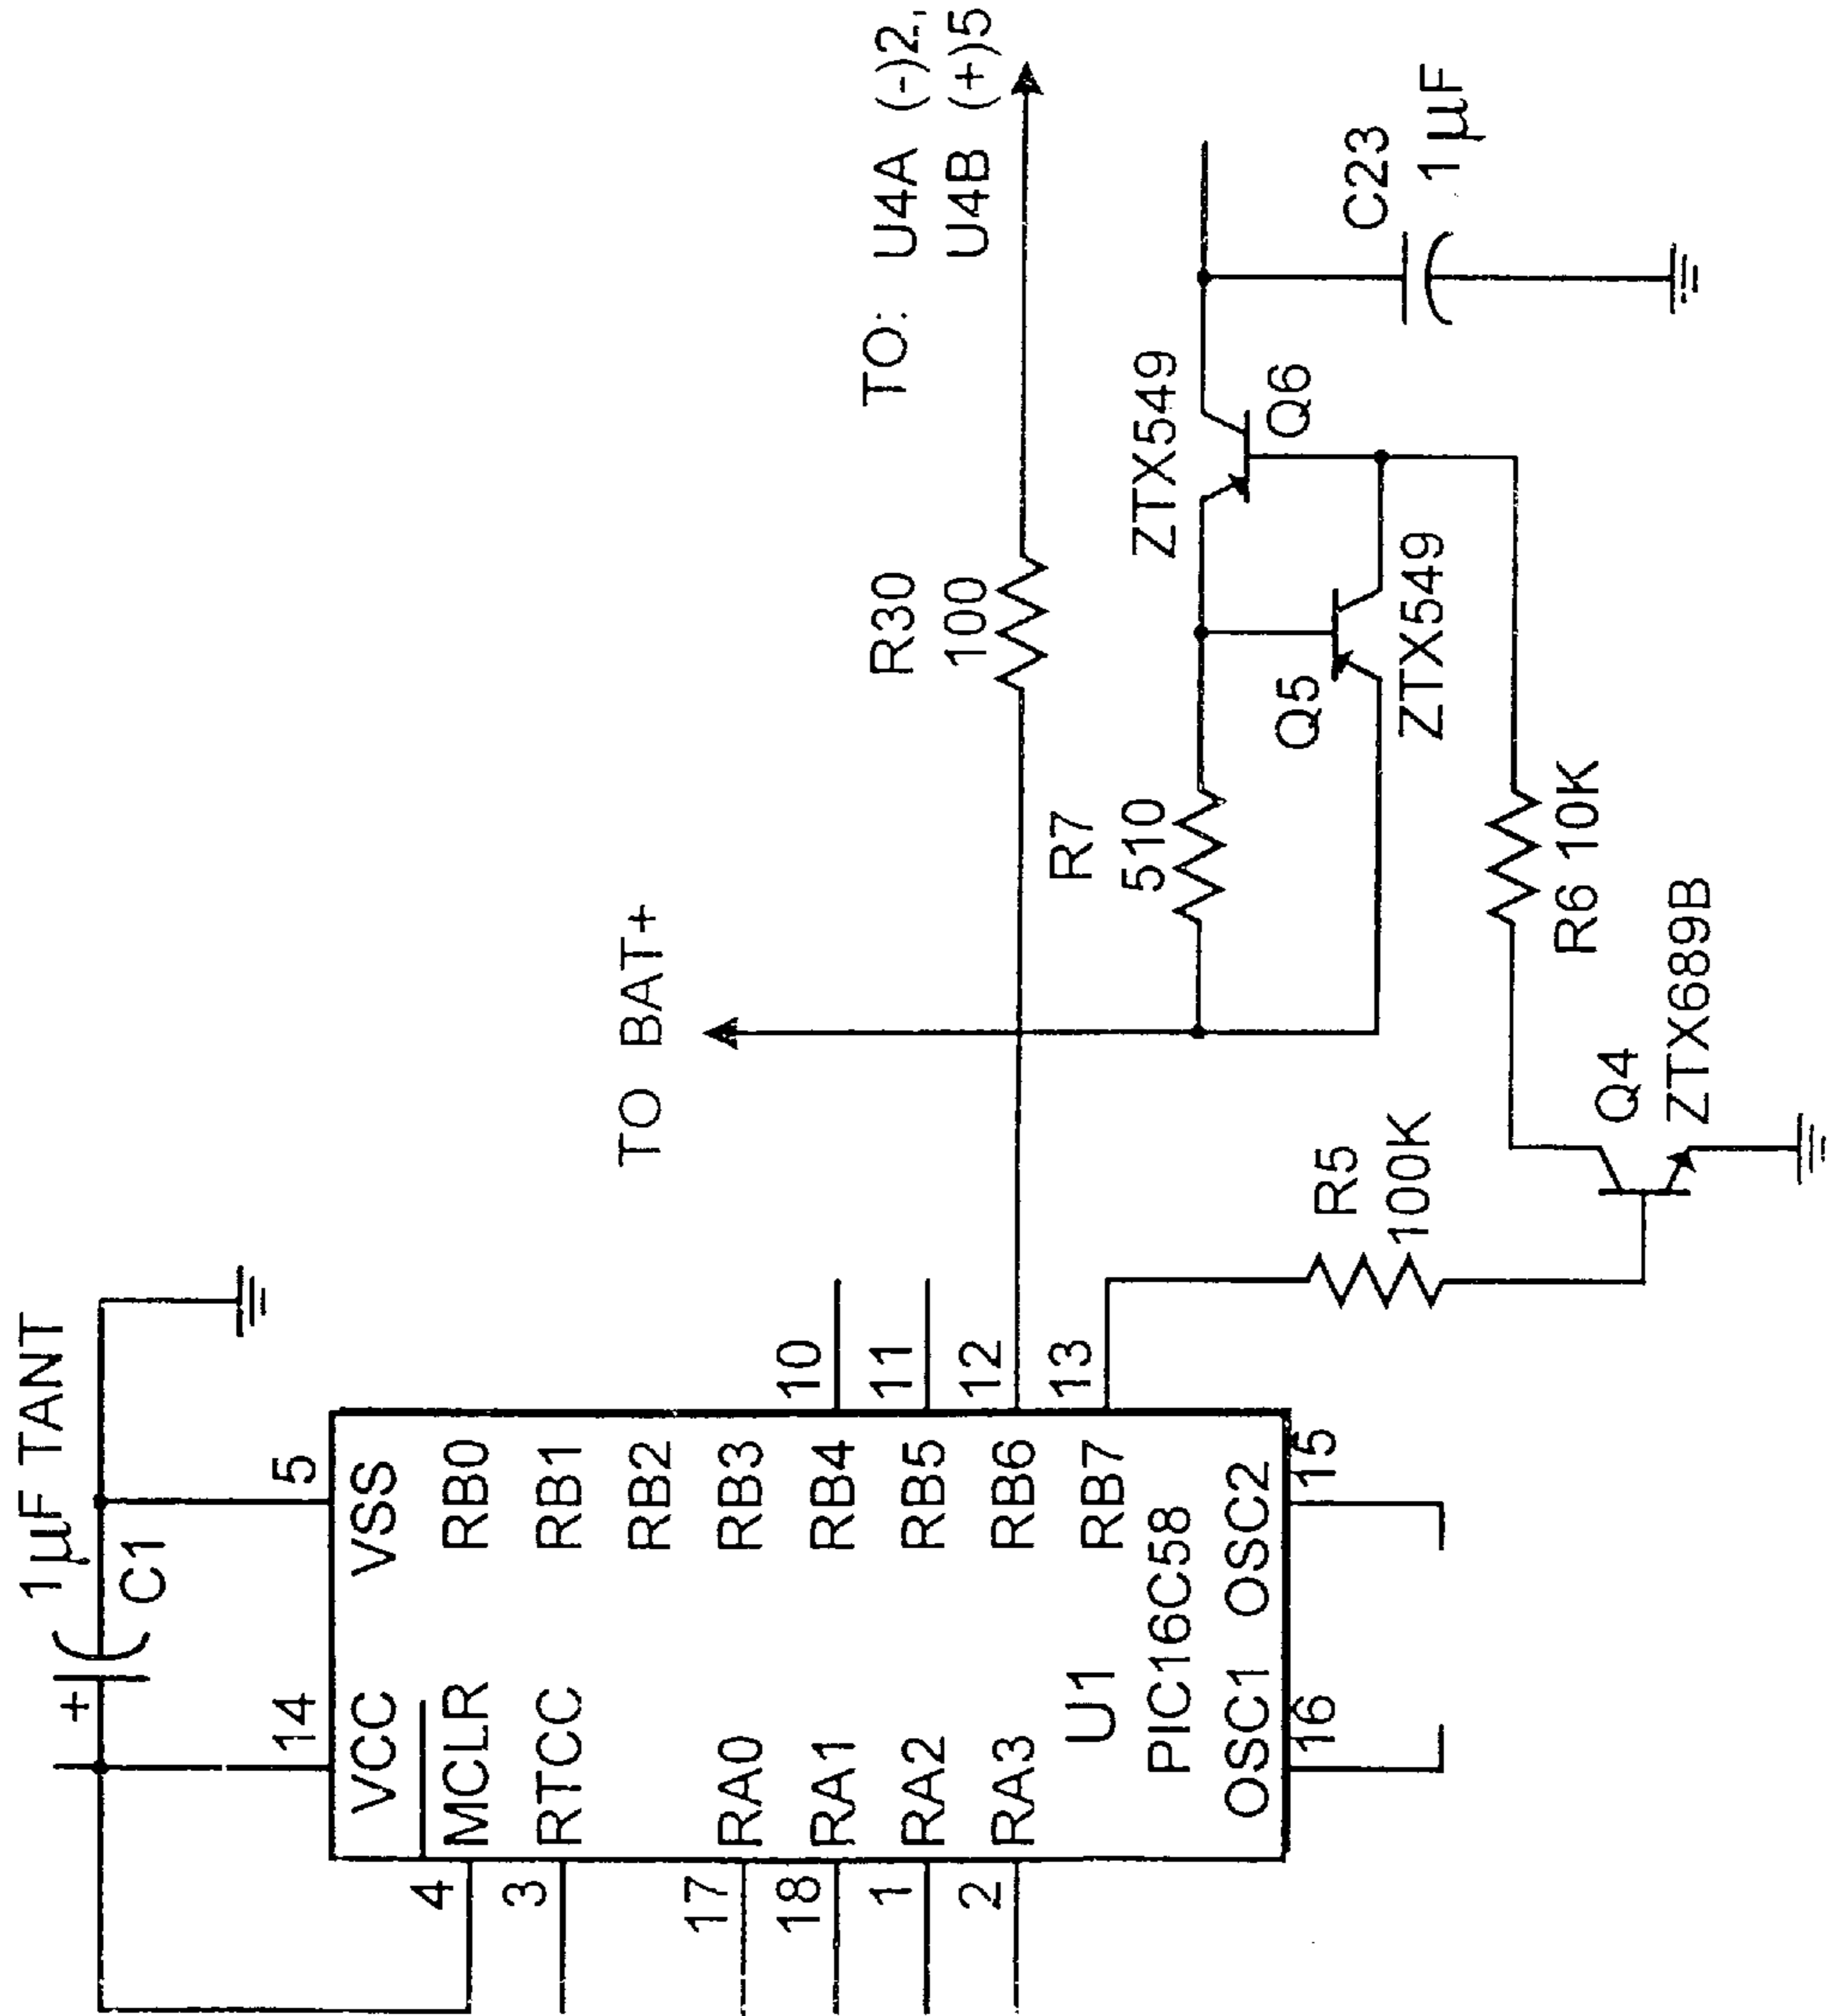 1µF TANT
C1
+
14
5
VCC
VSS
4
MCLR
RB0
3
RTCC
RB1
RB2
17
RA0
RB3
18
RA1
RB4
10
1
RA2
RB5
11
2
RA3
RB6
12
RB7
13
U1
PIC16C58
OSC1
OSC2
16
15
TO BAT+
R30
100
TO: U4A (-)2,
U4B (+)5
R7
510
ZTX549
Q6
Q5
ZTX549
C23
1µF
R5
100K
R6 10K
Q4
ZTX689B